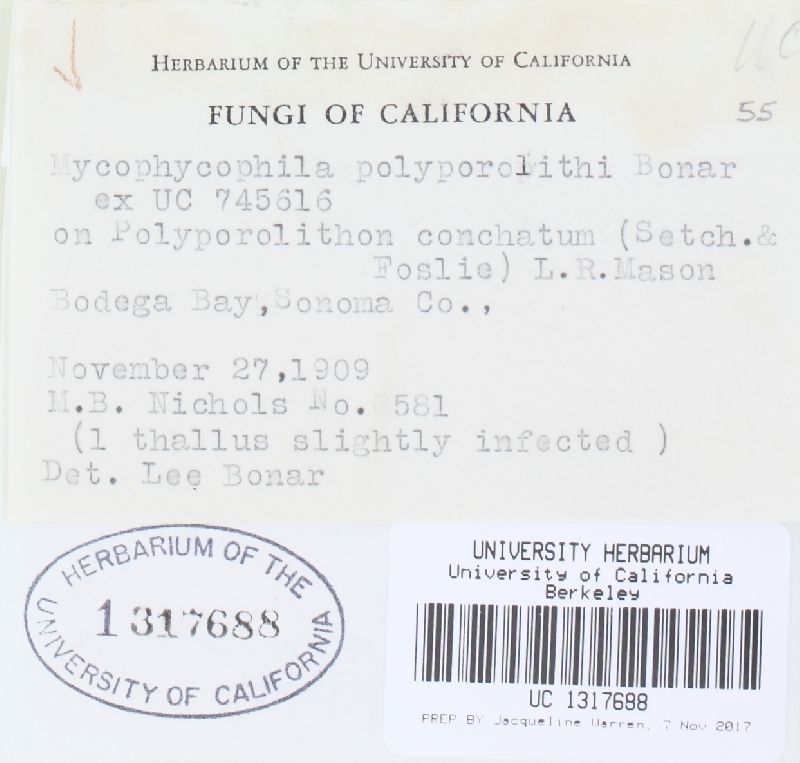 UC
HERBARIUM OF THE UNIVERSITY OF CALIFORNIA
FUNGI OF CALIFORNIA
55
Mycophycophila polyporolithi Bonar
ex UC 745616
on Polyporolithon conchatum (Setch.&
Foslie) L.R.Mason
Bodega Bay,Sonoma Co.,
November 27,1909
M.B. Nichols No. 581
(1 thallus slightly infected )
Det. Lee Bonar
HERBARIUM OF THE
1317688
UNIVERSITY OF CALIFORNIA
UNIVERSITY HERBARIUM
University of California
Berkeley
UC 1317688
PREP BY Jacqueline Warren, 7 Nov 2017